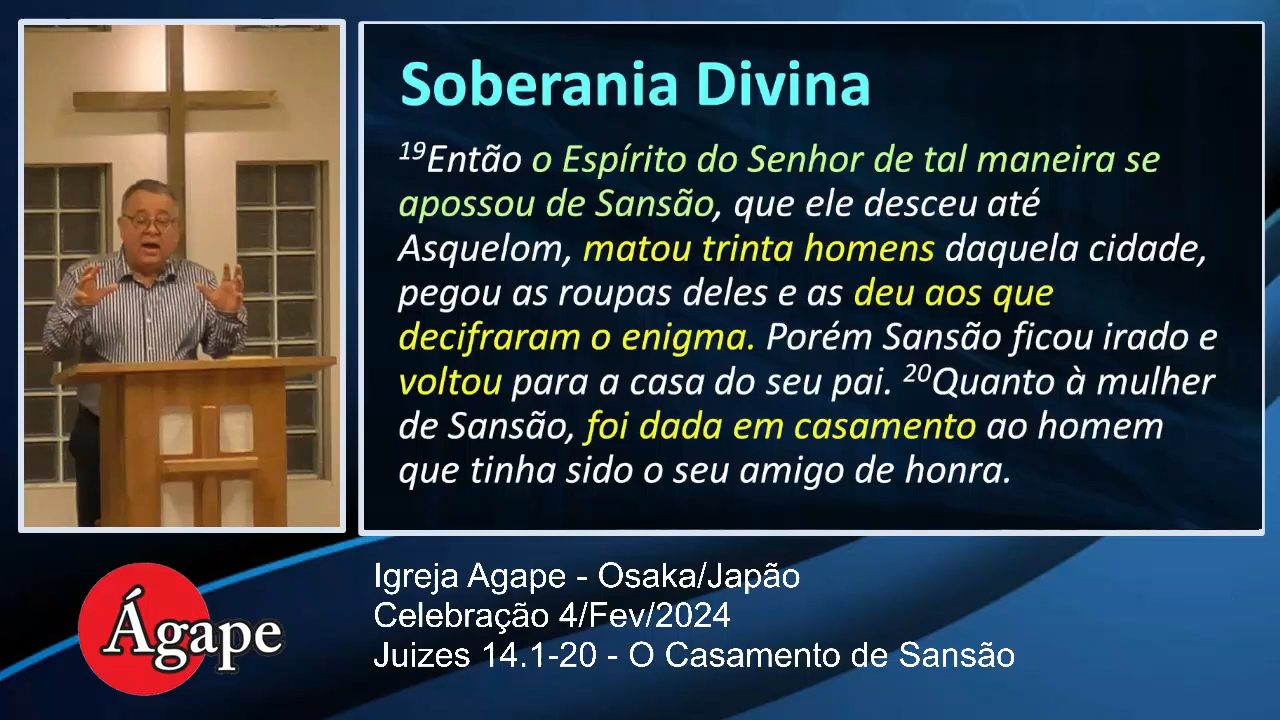 Soberania Divina
¹⁹Então o Espírito do Senhor de tal maneira se
apossou de Sansão, que ele desceu até
Asquelom, matou trinta homens daquela cidade,
pegou as roupas deles e as deu aos que
decifraram o enigma. Porém Sansão ficou irado e
voltou para a casa do seu pai. ²⁰Quanto à mulher
de Sansão, foi dada em casamento ao homem
que tinha sido o seu amigo de honra.
Ágape
Igreja Agape - Osaka/Japão
Celebração 4/Fev/2024
Juizes 14.1-20 - O Casamento de Sansão